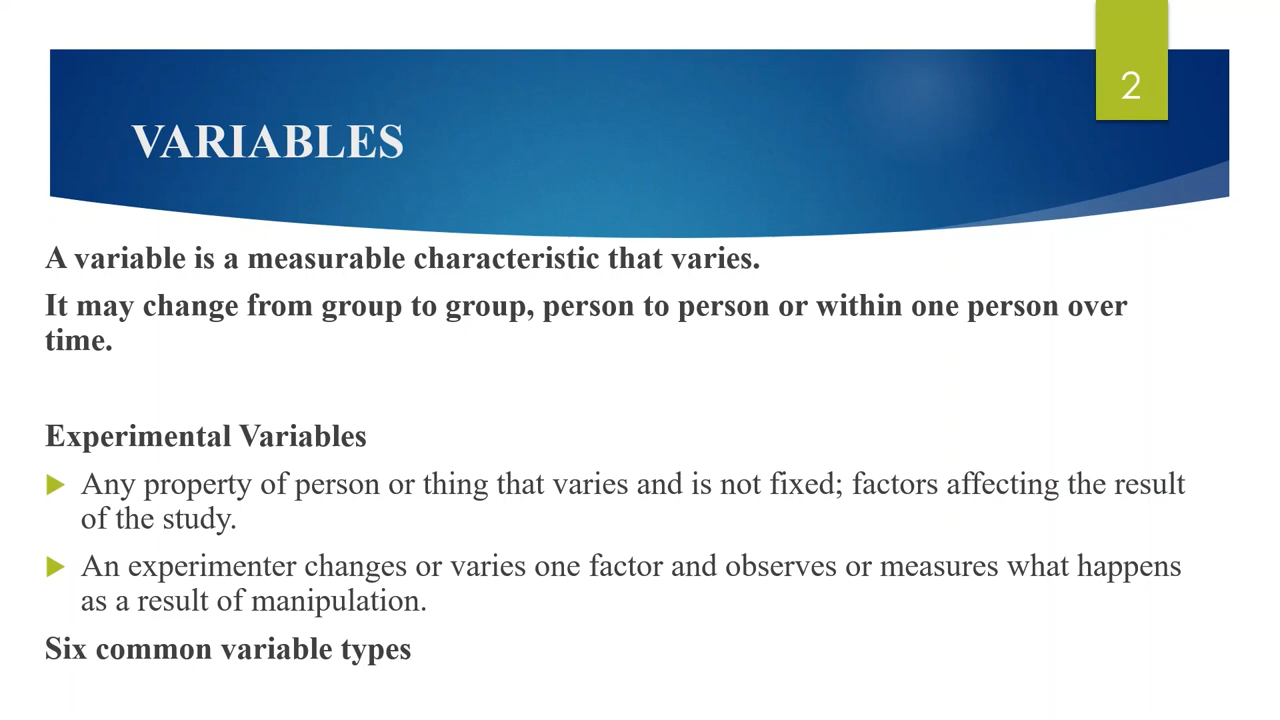 2
VARIABLES
A variable is a measurable characteristic that varies.
It may change from group to group, person to person or within one person over
time.
Experimental Variables
Any property of person or thing that varies and is not fixed; factors affecting the result
of the study.
An experimenter changes or varies one factor and observes or measures what happens
as a result of manipulation.
Six common variable types